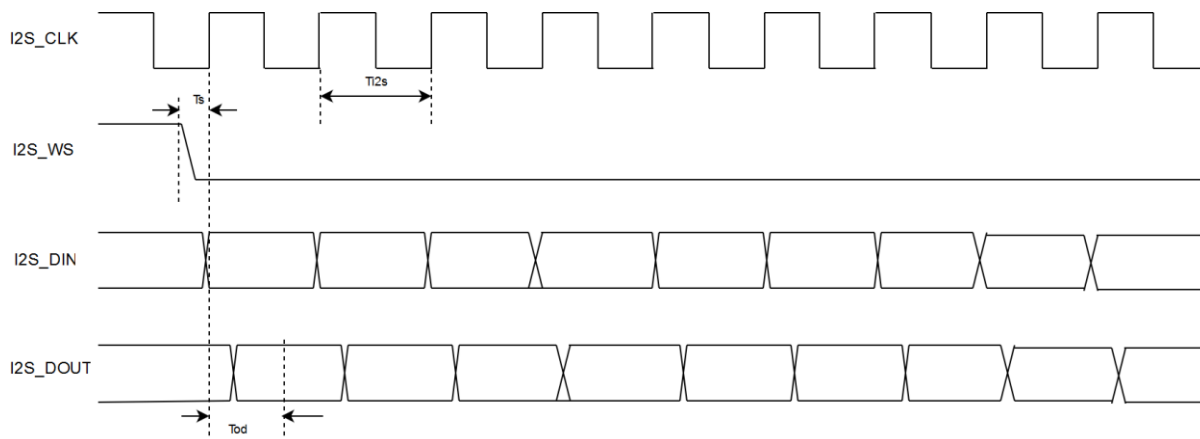 I2S_CLK
Ts
TI2s
I2S_WS
I2S_DIN
I2S_DOUT
Tod